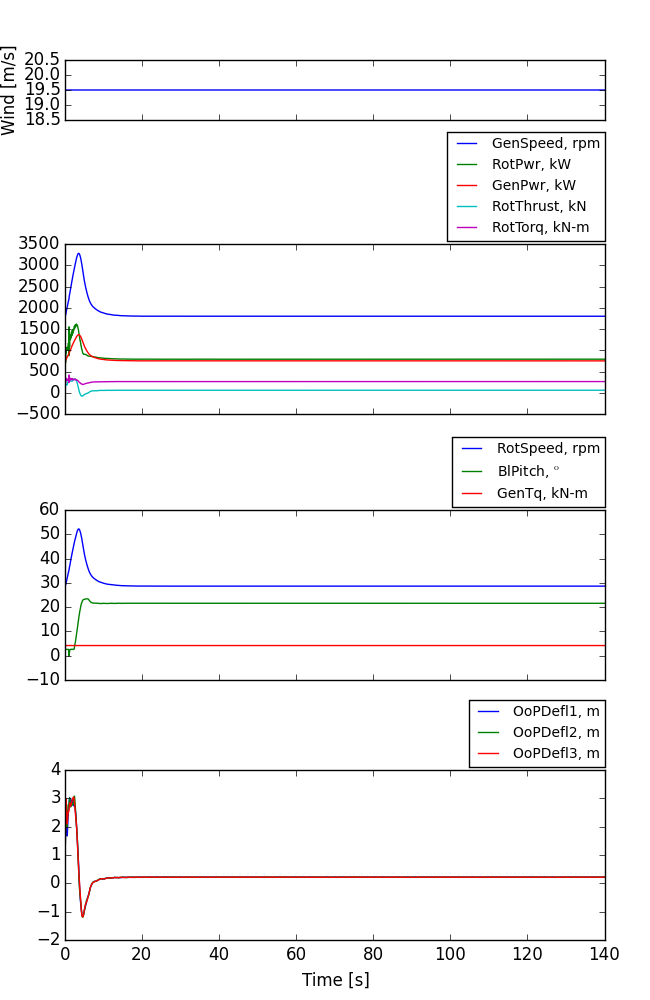 Wind [m/s]
20.5
20.0
19.5
19.0
18.5
GenSpeed, rpm
RotPwr, kW
GenPwr, kW
RotThrust, kN
RotTorq, kN-m
3500
3000
2500
2000
1500
1000
500
0
−500
RotSpeed, rpm
BlPitch, °
GenTq, kN-m
60
50
40
30
20
10
0
−10
OoPDefl1, m
OoPDefl2, m
OoPDefl3, m
4
3
2
1
0
−1
−2
0 20 40 60 80 100 120 140
Time [s]